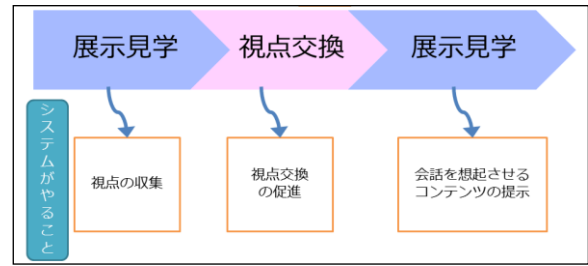 展示見学
視点交換
展示見学
システムがやること
視点の収集
視点交換
の促進
会話を想起させる
コンテンツの提示